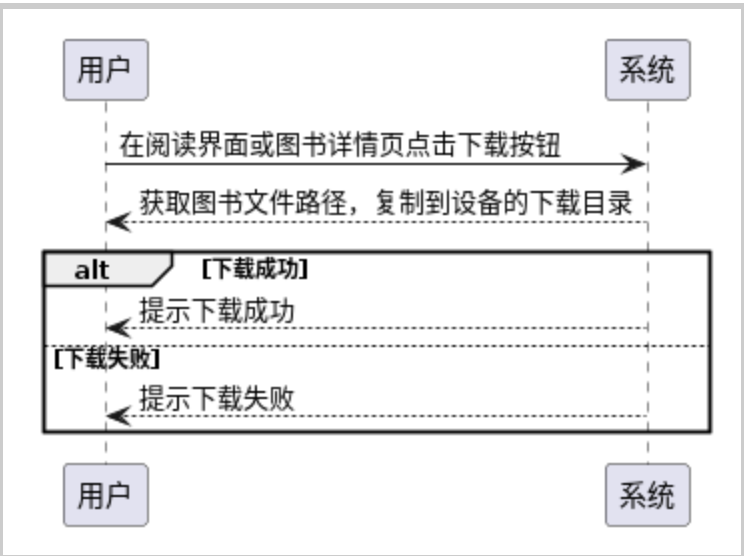 用户
系统
在阅读界面或图书详情页点击下载按钮
获取图书文件路径，复制到设备的下载目录
alt
[下载成功]
提示下载成功
[下载失败]
提示下载失败
用户
系统